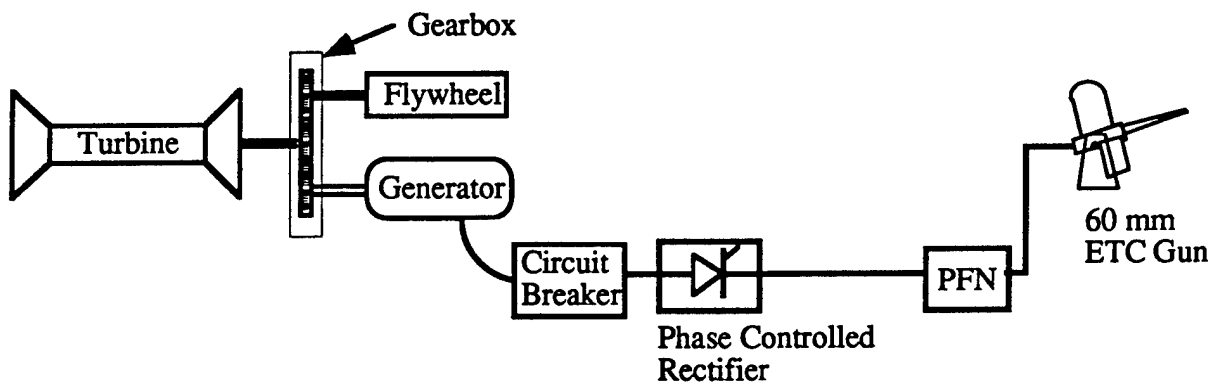 Gearbox
Flywheel
Turbine
Generator
Circuit
Breaker
PFN
60 mm
ETC Gun
Phase Controlled
Rectifier